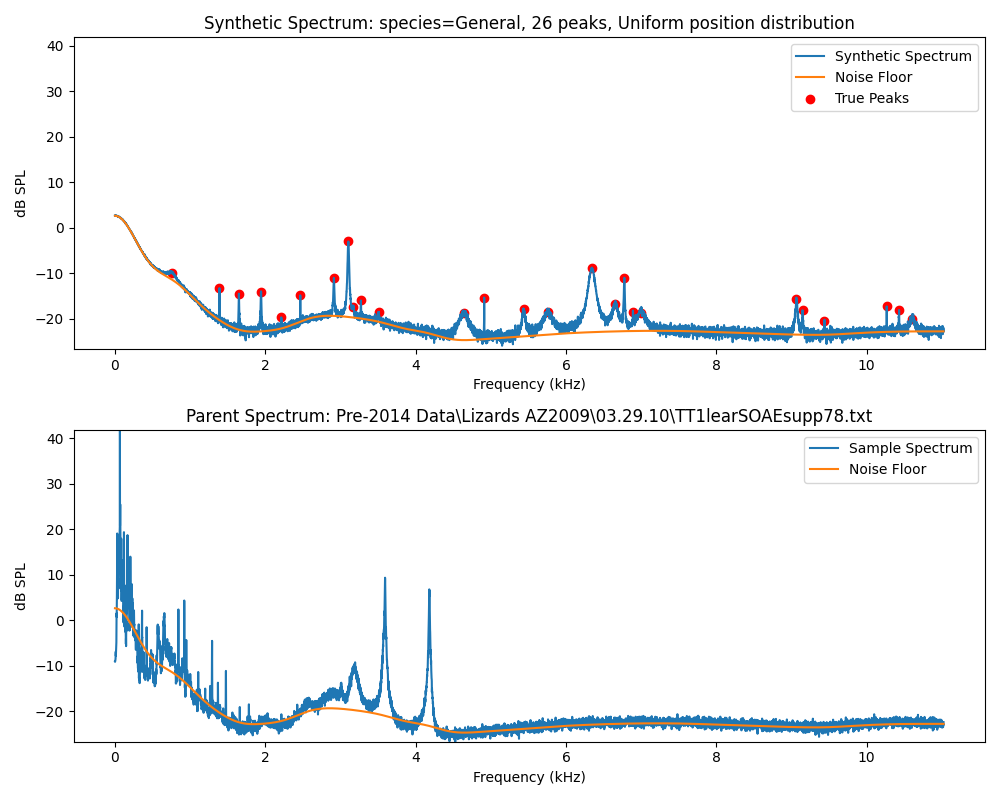 Synthetic Spectrum: species=General, 26 peaks, Uniform position distribution
40
30
20
10
0
−10
−20
dB SPL
Synthetic Spectrum
Noise Floor
True Peaks
0 2 4 6 8 10
Frequency (kHz)
Parent Spectrum: Pre-2014 Data\Lizards AZ2009\03.29.10\TT1learSOAEsupp78.txt
40
30
20
10
0
−10
−20
dB SPL
Sample Spectrum
Noise Floor
0 2 4 6 8 10
Frequency (kHz)